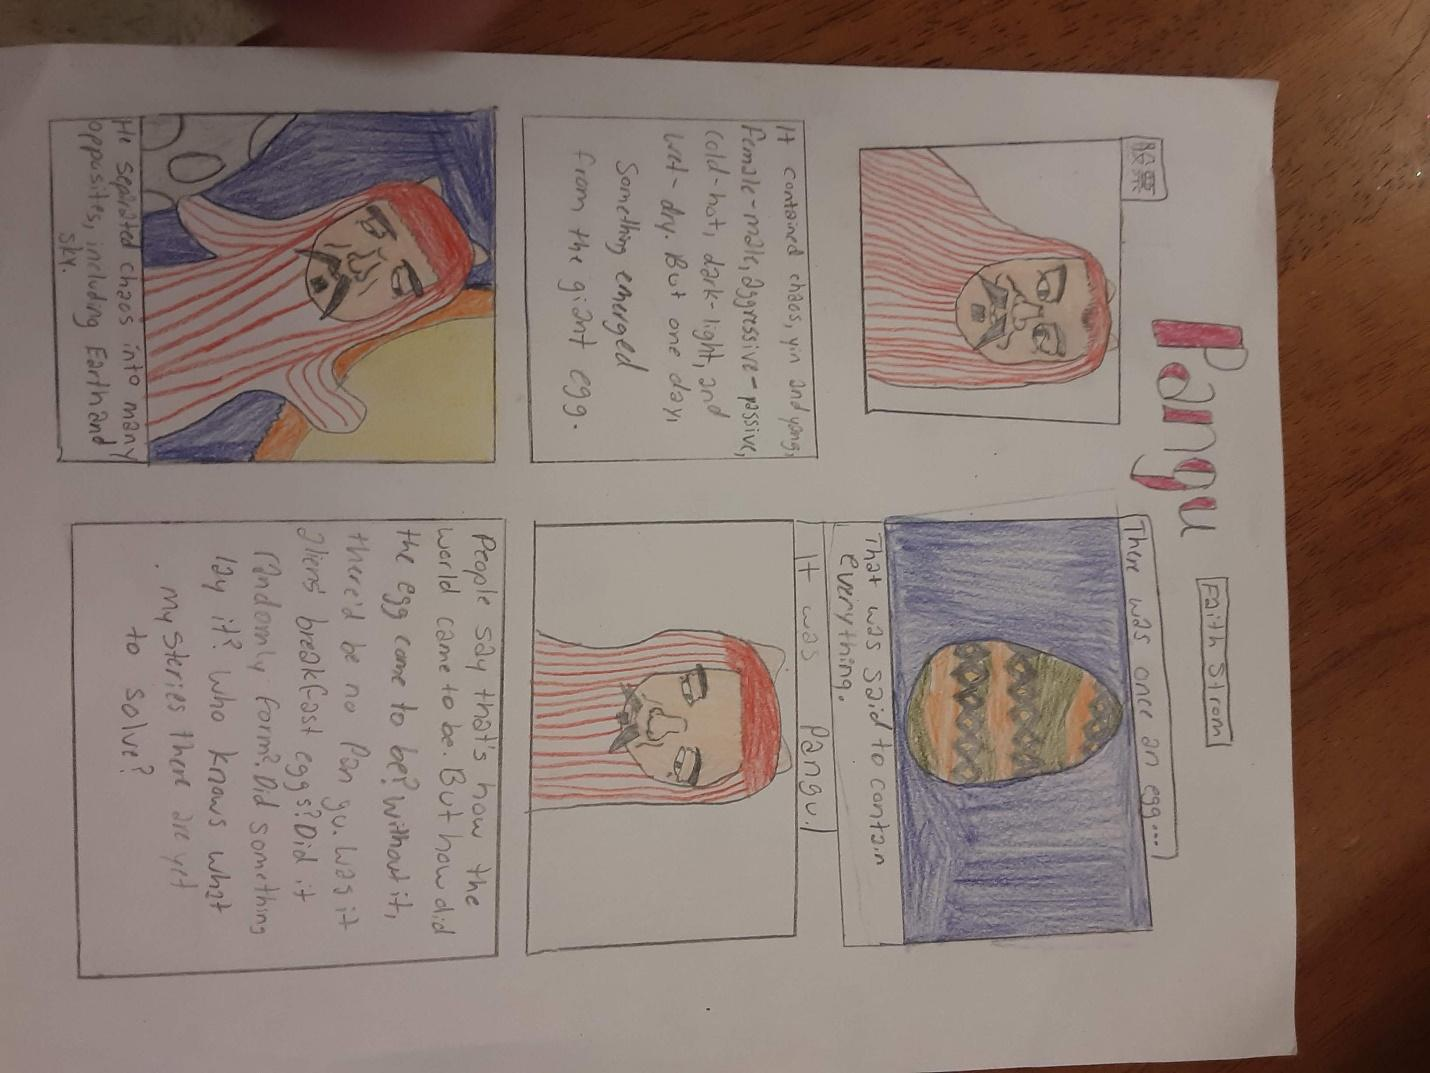 Pangu
Faith Strom
股票
There was once an egg...
That was said to contain
everything.
It contained chaos, yin and yang,
Female-male, aggressive-passive,
cold-hot, dark-light, and
wet-dry. But one day,
Something emerged
from the giant egg.
It was Pangu!
He seprated chaos into many
opposites, including Earth and
sky.
People say that's how the
world came to be. But how did
the egg come to be? Without it,
there'd be no Pan gu. Was it
aliens' breakfast eggs? Did it
randomly form? Did something
lay it? Who knows what
mysteries there are yet
to solve?